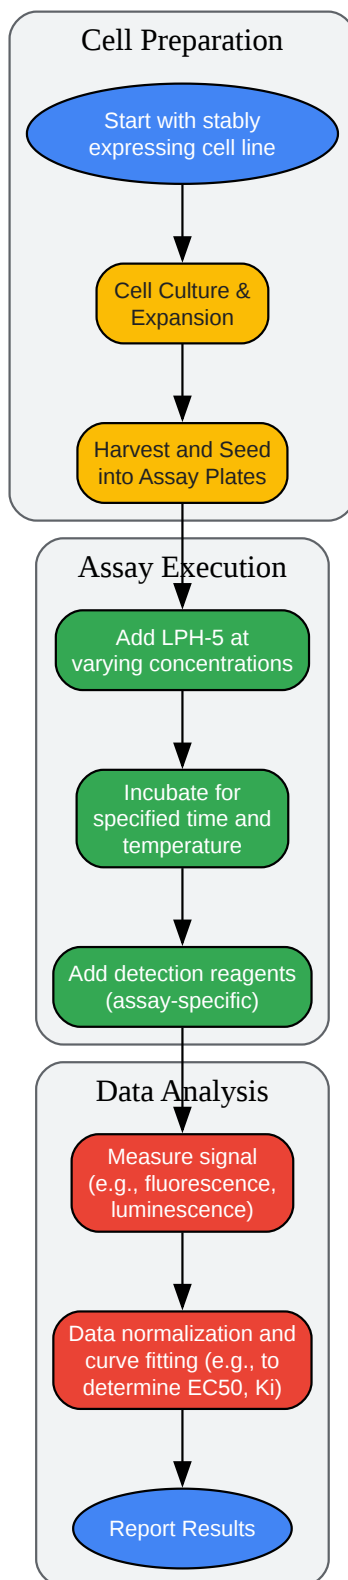 Cell Preparation
Start with stably
expressing cell line
Cell Culture &
Expansion
Harvest and Seed
into Assay Plates
Assay Execution
Add LPH-5 at
varying concentrations
Incubate for
specified time and
temperature
Add detection reagents
(assay-specific)
Data Analysis
Measure signal
(e.g., fluorescence,
luminescence)
Data normalization and
curve fitting (e.g., to
determine EC50, Ki)
Report Results